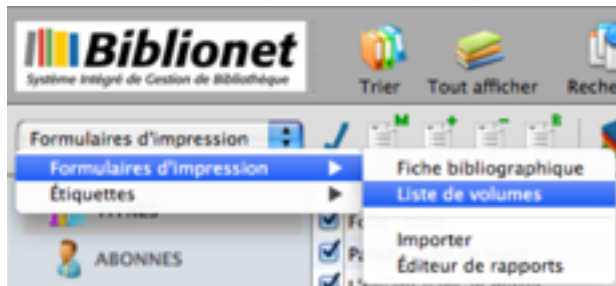 Biblionet
Système Intégré de Gestion de Bibliothèque
Trier Tout afficher
Formulaires d'impression
M + - R
Formulaires d'impression
Étiquettes
Fiche bibliographique
Liste de volumes
Importer
Éditeur de rapports
ABONNES